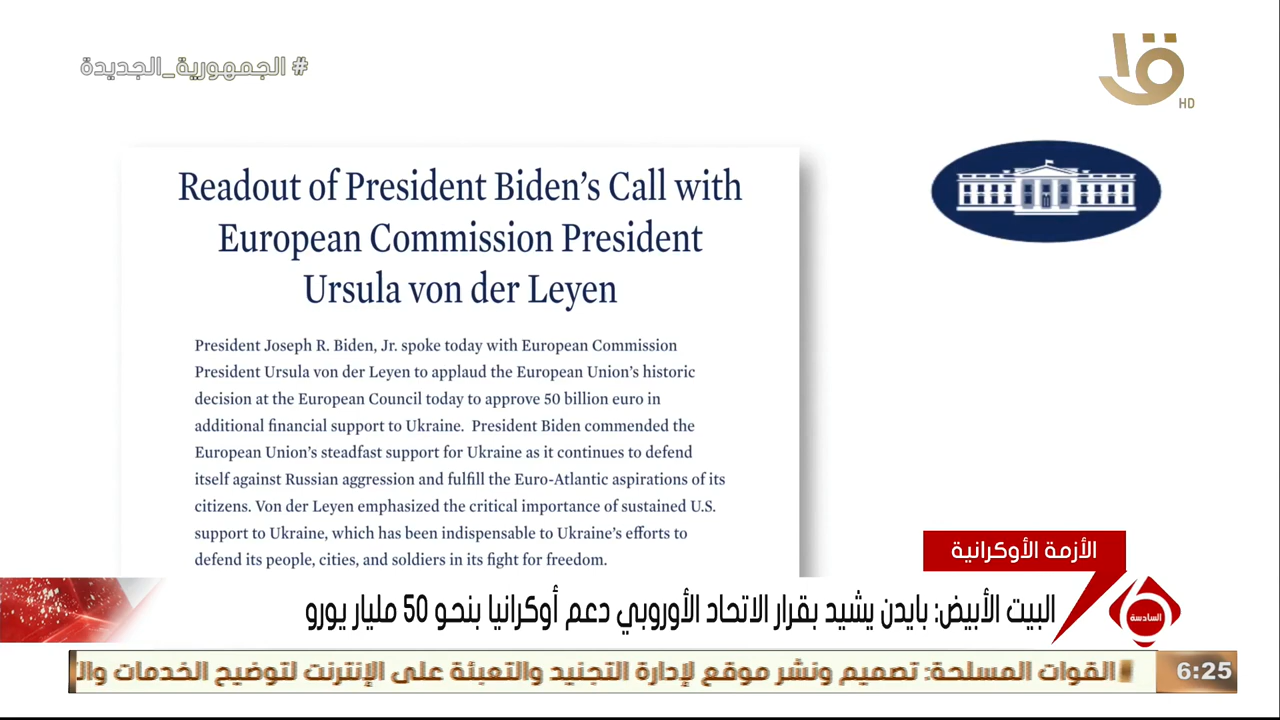 # الجمهورية_الجديدة
HD
Readout of President Biden’s Call with
European Commission President
Ursula von der Leyen
President Joseph R. Biden, Jr. spoke today with European Commission
President Ursula von der Leyen to applaud the European Union’s historic
decision at the European Council today to approve 50 billion euro in
additional financial support to Ukraine.  President Biden commended the
European Union’s steadfast support for Ukraine as it continues to defend
itself against Russian aggression and fulfill the Euro-Atlantic aspirations of its
citizens. Von der Leyen emphasized the critical importance of sustained U.S.
support to Ukraine, which has been indispensable to Ukraine’s efforts to
defend its people, cities, and soldiers in its fight for freedom.
الأزمة الأوكرانية
البيت الأبيض: بايدن يشيد بقرار الاتحاد الأوروبي دعم أوكرانيا بنحو 50 مليار يورو
السادسة
القوات المسلحة: تصميم ونشر موقع لإدارة التجنيد والتعبئة على الإنترنت لتوضيح الخدمات
6:25